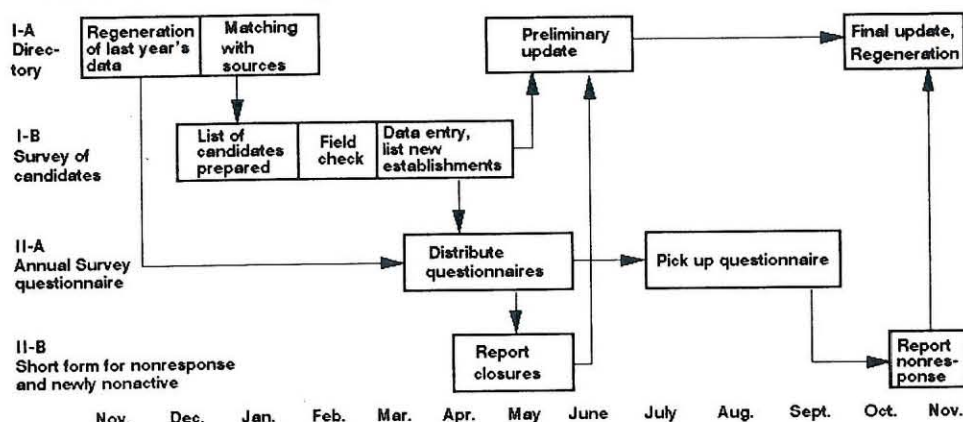 I-A
Direc-
tory
Regeneration
of last year's
data
Matching
with
sources
Preliminary
update
Final update,
Regeneration
I-B
Survey of
candidates
List of
candidates
prepared
Field
check
Data entry,
list new
establishments
II-A
Annual Survey
questionnaire
Distribute
questionnaires
Pick up questionnaire
II-B
Short form for nonresponse
and newly nonactive
Report
closures
Report
nonres-
ponse
Nov. Dec. Jan. Feb. Mar. Apr. May June July Aug. Sept. Oct. Nov.